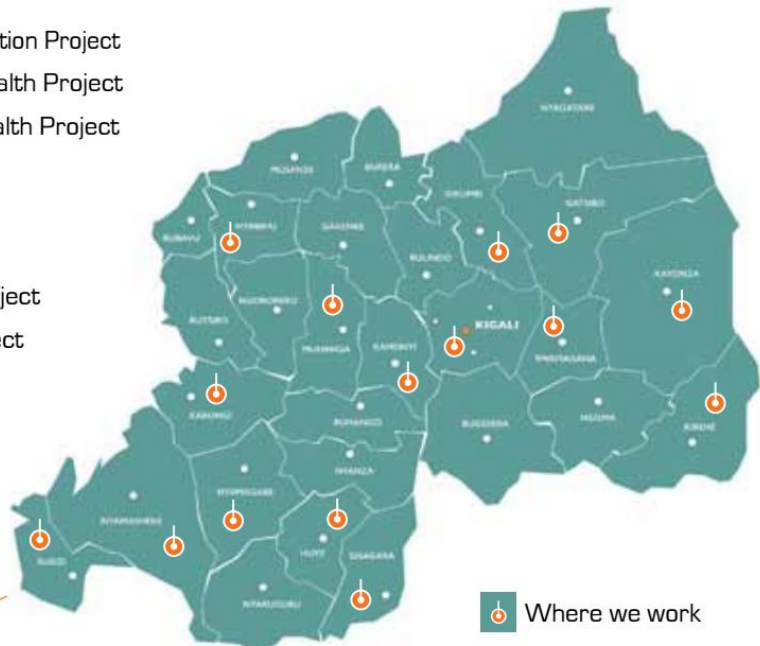 tion Project
alth Project
alth Project
ject
ct
NYAGATARE
MUSANZE
BURERA
GICUMBI
GATSIBO
NYABIHU
RUBAVU
GAKENKE
RULINDO
KAYONZA
NGORORERO
RUTSIRO
KIGALI
MUHANGA
KAMONYI
RWAMAGANA
KARONGI
RUHANGO
BUGESERA
NGOMA
KIREHE
NYANZA
NYAMAGABE
NYAMASHEKE
HUYE
GISAGARA
RUSIZI
NYARUGURU
Where we work